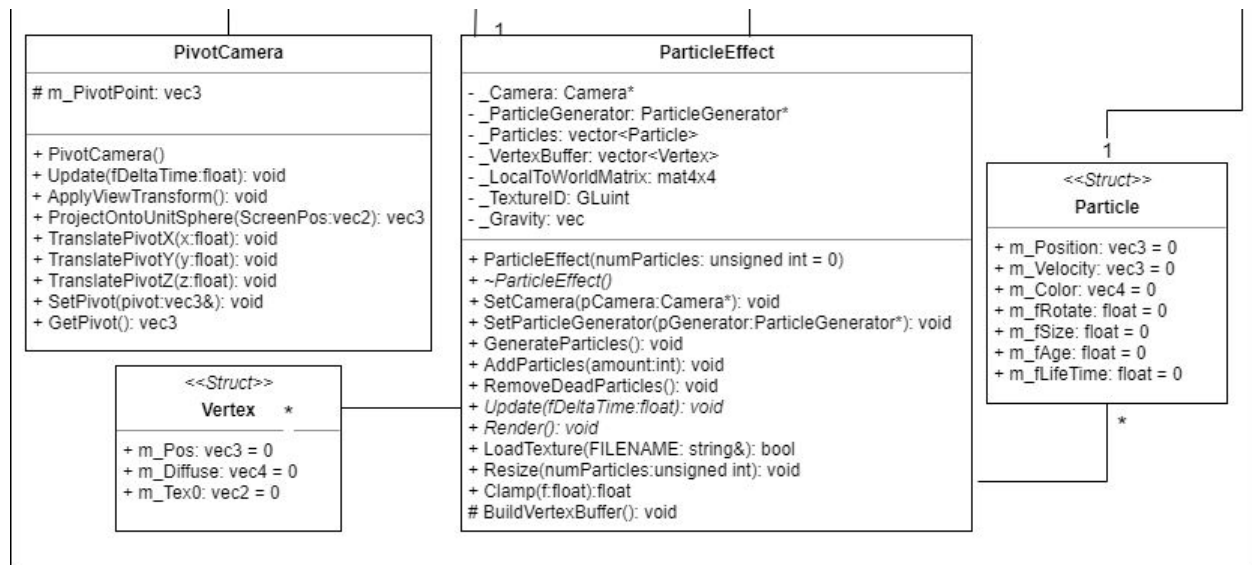 1
PivotCamera
# m_PivotPoint: vec3
+ PivotCamera()
+ Update(fDeltaTime:float): void
+ ApplyViewTransform(): void
+ ProjectOntoUnitSphere(ScreenPos:vec2): vec3
+ TranslatePivotX(x:float): void
+ TranslatePivotY(y:float): void
+ TranslatePivotZ(z:float): void
+ SetPivot(pivot:vec3&): void
+ GetPivot(): vec3
<<Struct>>
Vertex
*
+ m_Pos: vec3 = 0
+ m_Diffuse: vec4 = 0
+ m_Tex0: vec2 = 0
ParticleEffect
- _Camera: Camera*
- _ParticleGenerator: ParticleGenerator*
- _Particles: vector<Particle>
- _VertexBuffer: vector<Vertex>
- _LocalToWorldMatrix: mat4x4
- _TextureID: GLuint
- _Gravity: vec
+ ParticleEffect(numParticles: unsigned int = 0)
+ ~ParticleEffect()
+ SetCamera(pCamera:Camera*): void
+ SetParticleGenerator(pGenerator:ParticleGenerator*): void
+ GenerateParticles(): void
+ AddParticles(amount:int): void
+ RemoveDeadParticles(): void
+ Update(fDeltaTime:float): void
+ Render(): void
+ LoadTexture(FILENAME: string&): bool
+ Resize(numParticles:unsigned int): void
+ Clamp(f:float):float
# BuildVertexBuffer(): void
1
<<Struct>>
Particle
+ m_Position: vec3 = 0
+ m_Velocity: vec3 = 0
+ m_Color: vec4 = 0
+ m_fRotate: float = 0
+ m_fSize: float = 0
+ m_fAge: float = 0
+ m_fLifeTime: float = 0
*